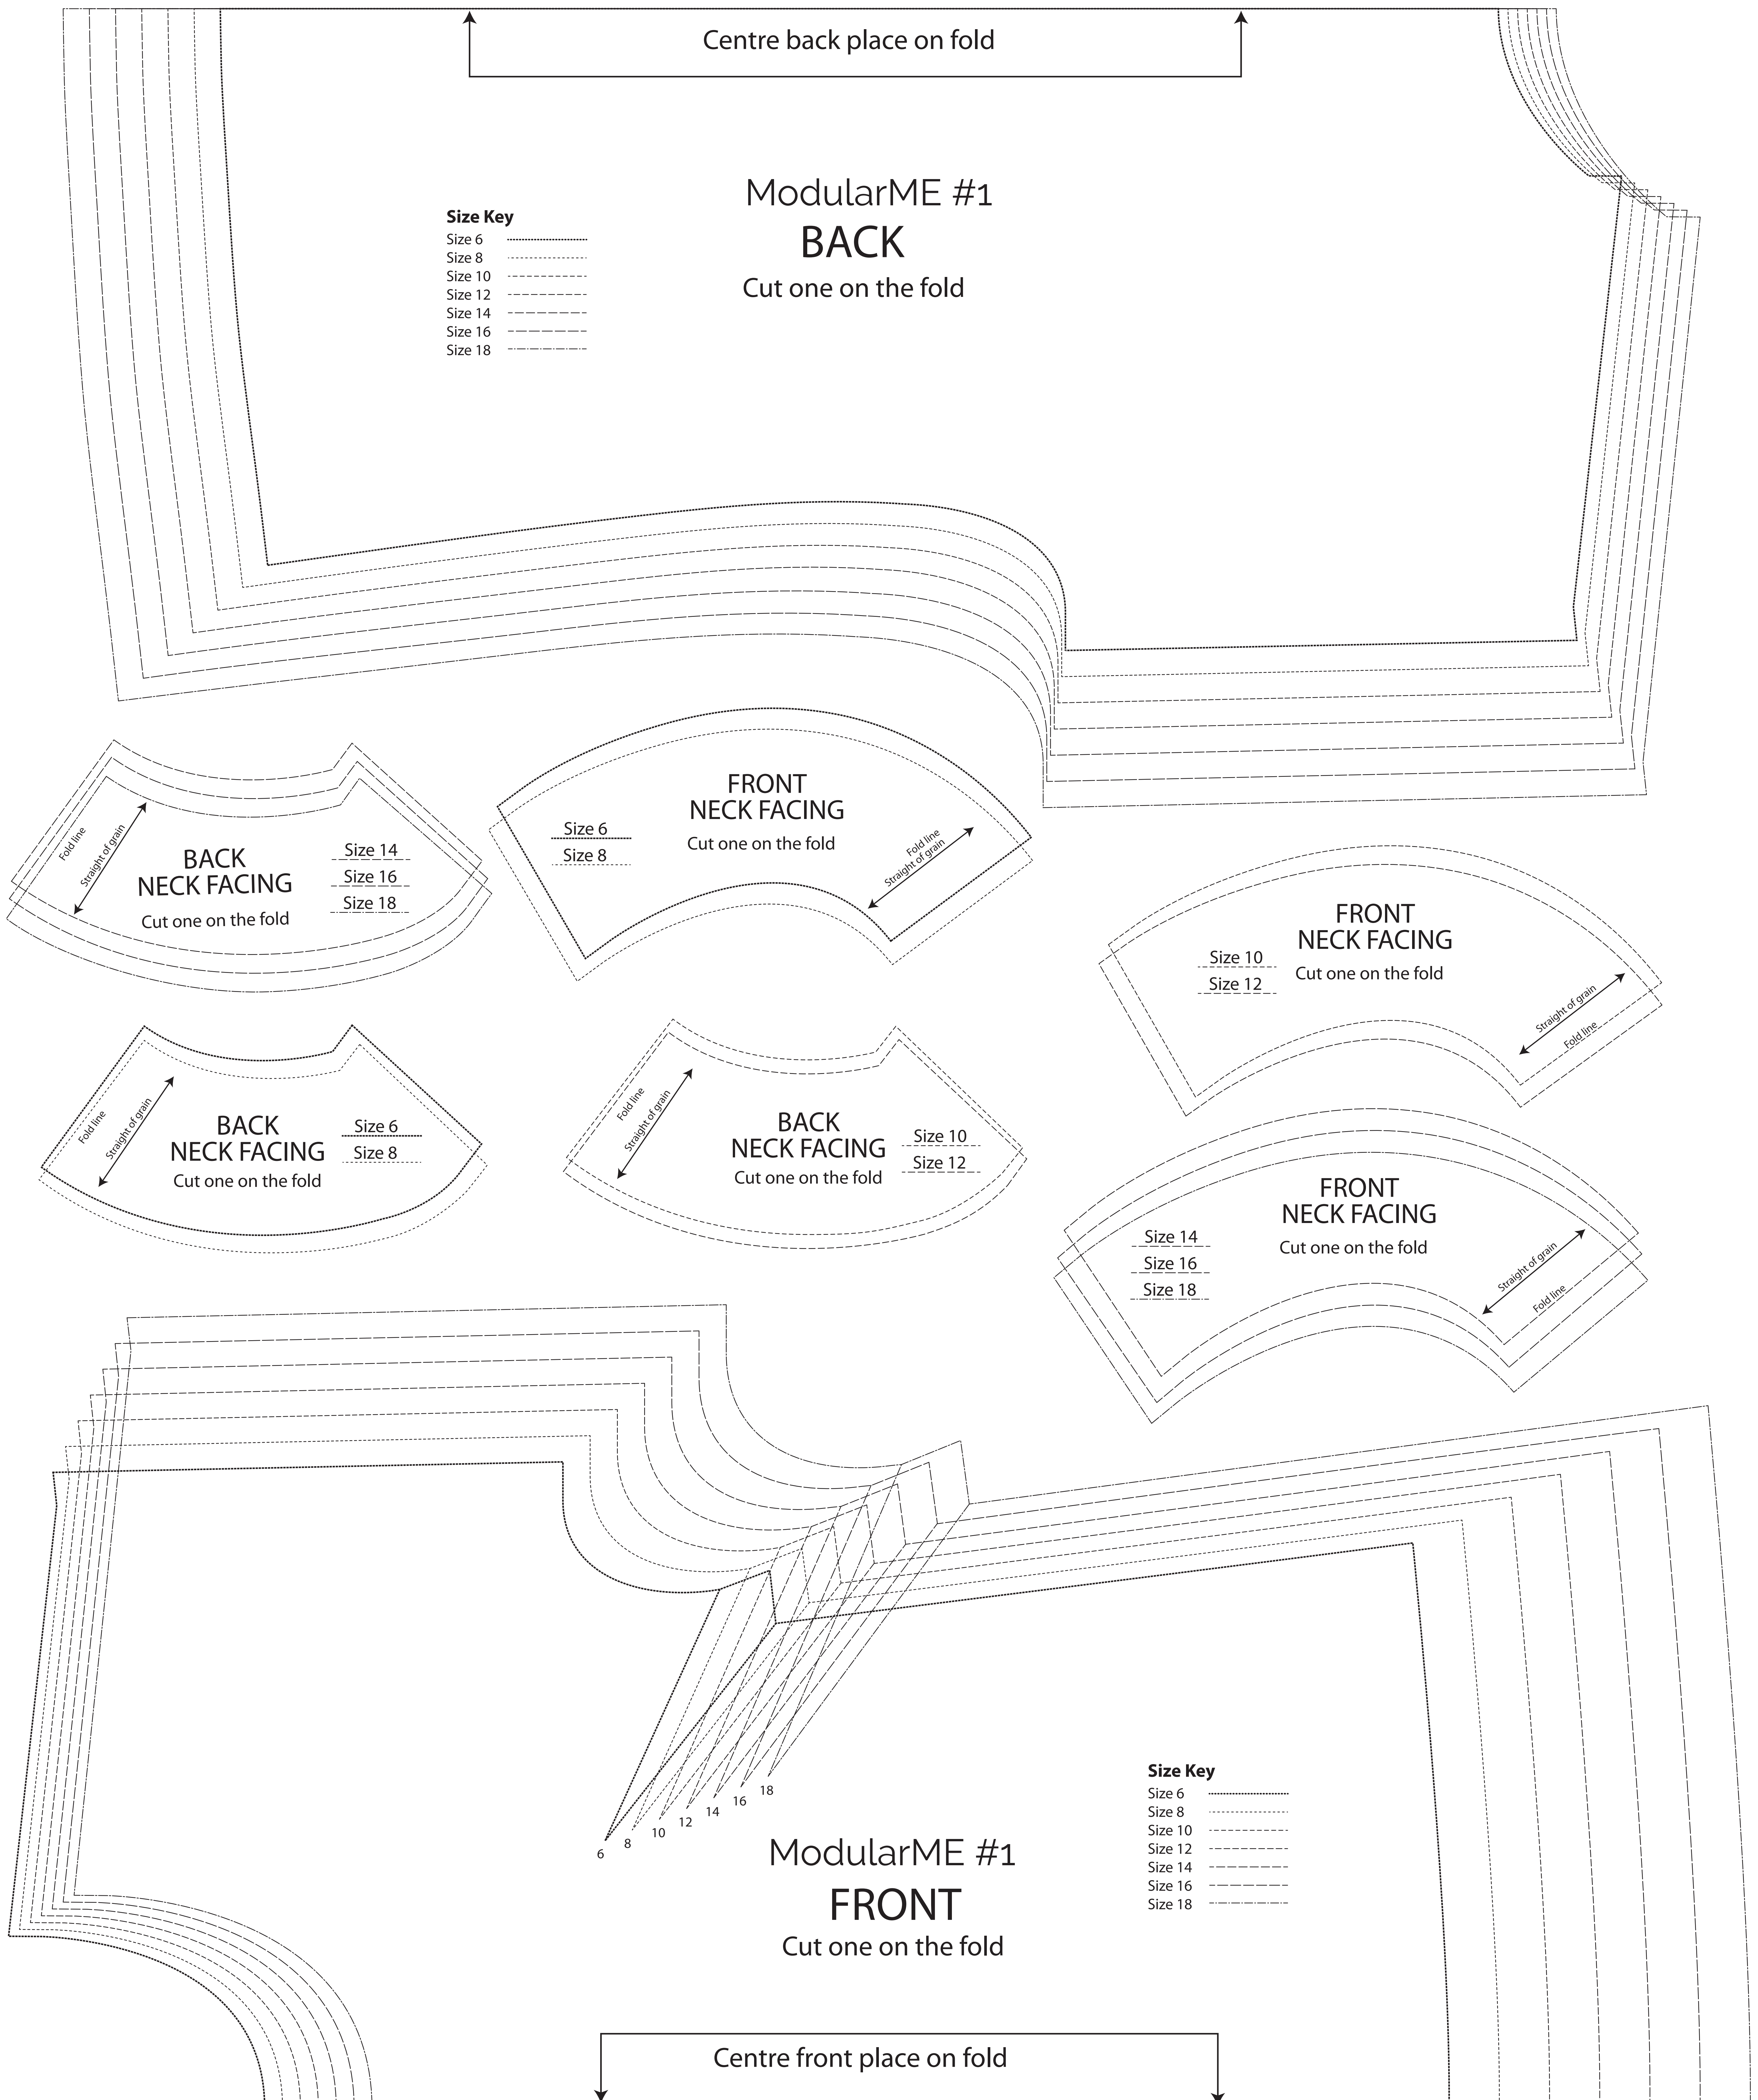 Centre back place on fold
ModularME #1
BACK
Cut one on the fold
Size Key
Size 6
Size 8
Size 10
Size 12
Size 14
Size 16
Size 18
Fold line
Straight of grain
BACK
NECK FACING
Cut one on the fold
Size 14
Size 16
Size 18
FRONT
NECK FACING
Cut one on the fold
Size 6
Size 8
Fold line
Straight of grain
FRONT
NECK FACING
Cut one on the fold
Size 10
Size 12
Straight of grain
Fold line
Fold line
Straight of grain
BACK
NECK FACING
Cut one on the fold
Size 6
Size 8
Fold line
Straight of grain
BACK
NECK FACING
Cut one on the fold
Size 10
Size 12
FRONT
NECK FACING
Cut one on the fold
Size 14
Size 16
Size 18
Straight of grain
Fold line
6
8
10
12
14
16
18
Size Key
Size 6
Size 8
Size 10
Size 12
Size 14
Size 16
Size 18
ModularME #1
FRONT
Cut one on the fold
Centre front place on fold